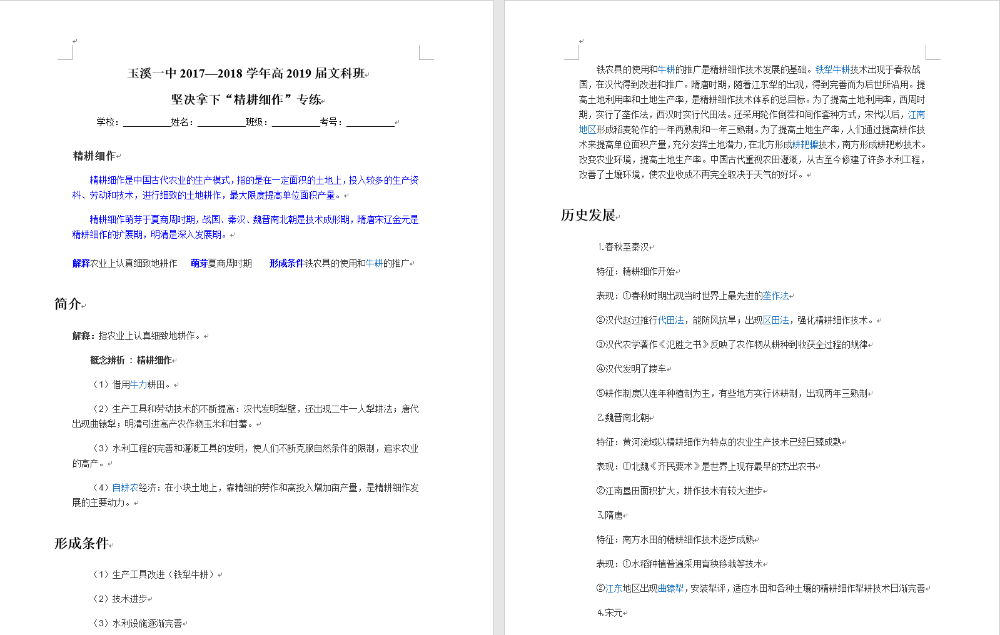 玉溪一中2017—2018学年高2019届文科班
坚决拿下“精耕细作”专练
学校：__________姓名：__________班级：__________考号：__________
精耕细作
精耕细作是中国古代农业的生产模式，指的是在一定面积的土地上，投入较多的生产资
料、劳动和技术，进行细致的土地耕作，最大限度提高单位面积产量。
精耕细作萌芽于夏商周时期，战国、秦汉、魏晋南北朝是技术成形期，隋唐宋辽金元是
精耕细作的扩展期，明清是深入发展期。
解释农业上认真细致地耕作 萌芽夏商周时期 形成条件铁农具的使用和牛耕的推广
简介
解释：指农业上认真细致地耕作。
概念辨析 ：精耕细作
（1）借用牛力耕田。
（2）生产工具和劳动技术的不断提高：汉代发明犁壁，还出现二牛一人犁耕法；唐代
出现曲辕犁；明清引进高产农作物玉米和甘薯。
（3）水利工程的完善和灌溉工具的发明，使人们不断克服自然条件的限制，追求农业
的高产。
（4）自耕农经济：在小块土地上，靠精细的劳作和高投入增加亩产量，是精耕细作发
展的主要动力。
形成条件
（1）生产工具改进（铁犁牛耕）
（2）技术进步
（3）水利设施逐渐完善
铁农具的使用和牛耕的推广是精耕细作技术发展的基础。铁犁牛耕技术出现于春秋战
国，在汉代得到改进和推广。隋唐时期，随着江东犁的出现，得到完善而为后世所沿用。提
高土地利用率和土地生产率，是精耕细作技术体系的总目标。为了提高土地利用率，西周时
期，实行了垄作法，西汉时实行代田法。还采用轮作倒茬和间作套种方式，宋代以后，江南
地区形成稻麦轮作的一年两熟制和一年三熟制。为了提高土地生产率，人们通过提高耕作技
术来提高单位面积产量，充分发挥土地潜力，在北方形成耕耙耱技术，南方形成耕耙耖技术。
改变农业环境，提高土地生产率。中国古代重视农田灌溉，从古至今修建了许多水利工程，
改善了土壤环境，使农业收成不再完全取决于天气的好坏。
历史发展
1.春秋至秦汉
特征：精耕细作开始
表现：①春秋时期出现当时世界上最先进的垄作法
②汉代赵过推行代田法，能防风抗旱；出现区田法，强化精耕细作技术。
③汉代农学著作《氾胜之书》反映了农作物从耕种到收获全过程的规律
④汉代发明了耧车
⑤耕作制度以连年种植制为主，有些地方实行休耕制，出现两年三熟制
2.魏晋南北朝
特征：黄河流域以精耕细作为特点的农业生产技术已经日臻成熟
表现：①北魏《齐民要术》是世界上现存最早的杰出农书
②江南垦田面积扩大，耕作技术有较大进步
3.隋唐
特征：南方水田的精耕细作技术逐步成熟
表现：①水稻种植普遍采用育秧移栽等技术
②江东地区出现曲辕犁，安装犁评，适应水田和各种土壤的精耕细作犁耕技术日渐完善
4.宋元